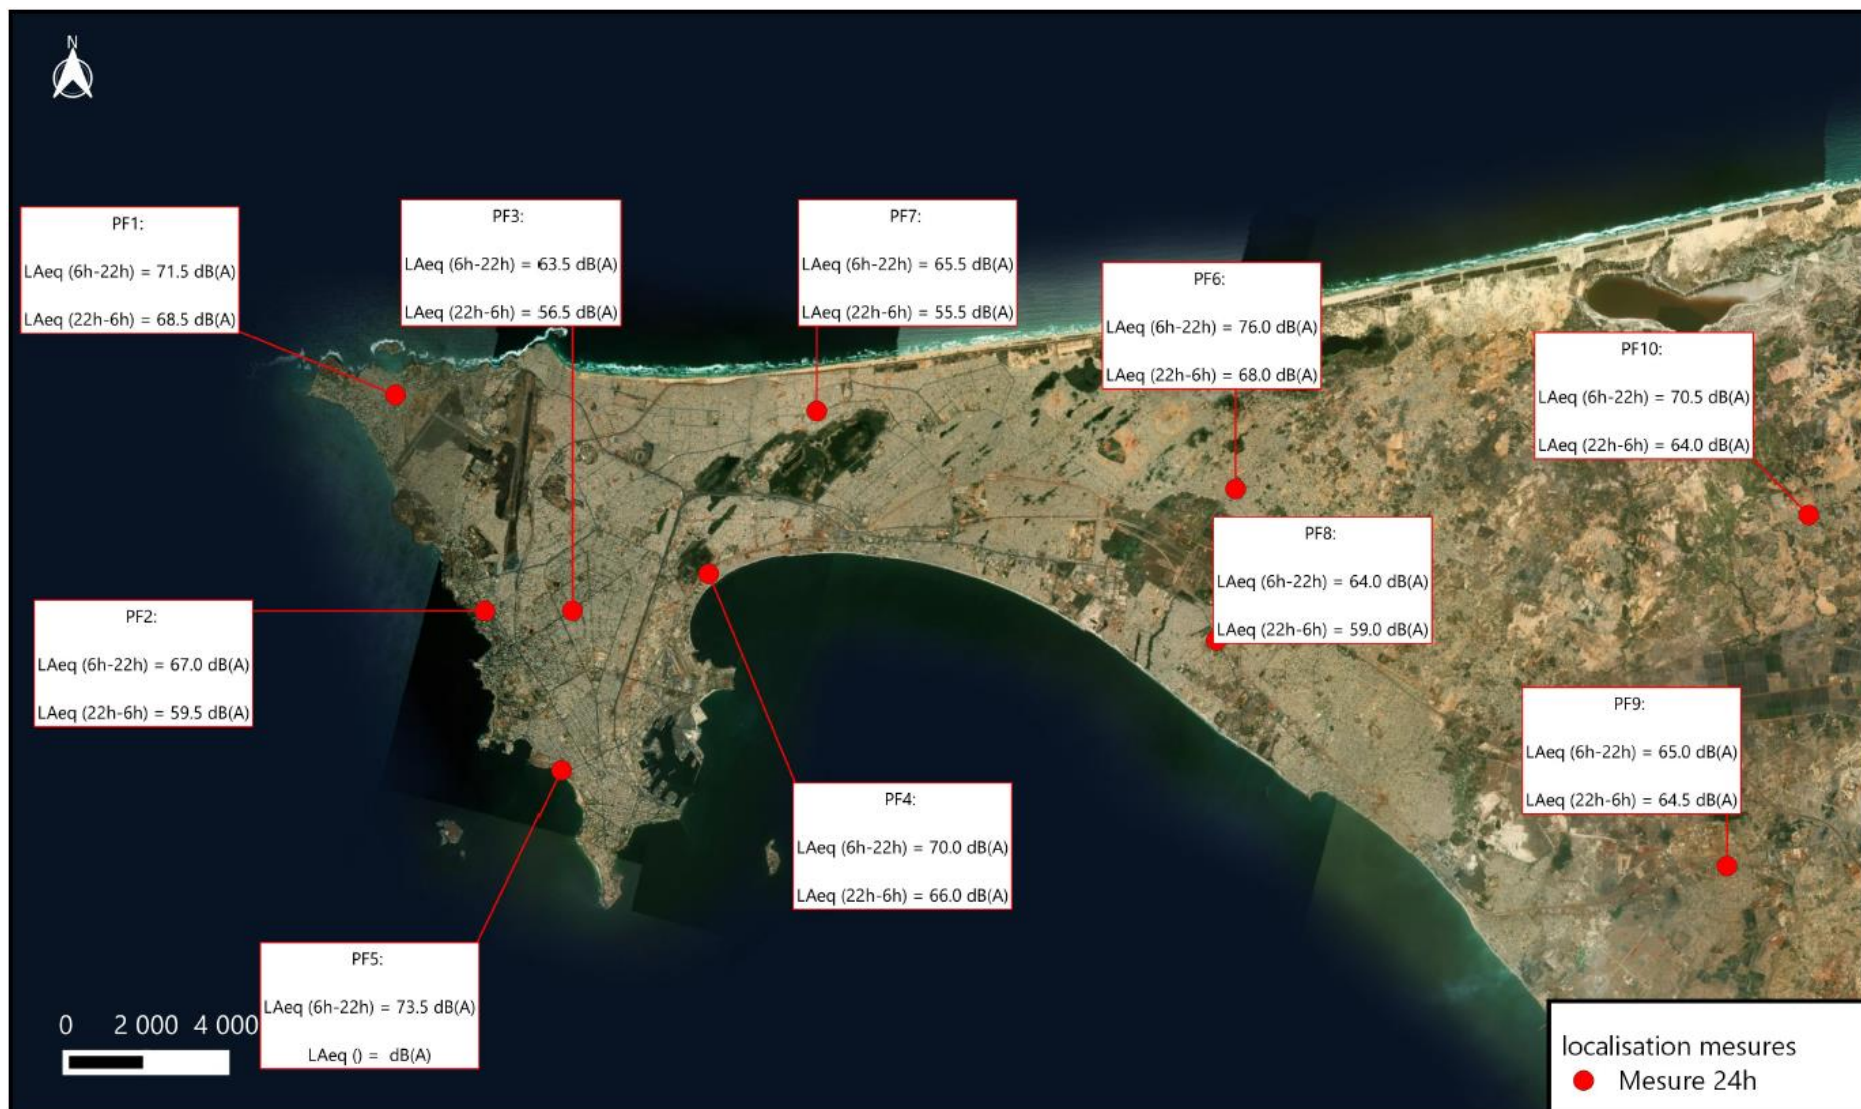 N
PF1:
LAeq (6h-22h) = 71.5 dB(A)
LAeq (22h-6h) = 68.5 dB(A)
PF3:
LAeq (6h-22h) = 63.5 dB(A)
LAeq (22h-6h) = 56.5 dB(A)
PF7:
LAeq (6h-22h) = 65.5 dB(A)
LAeq (22h-6h) = 55.5 dB(A)
PF6:
LAeq (6h-22h) = 76.0 dB(A)
LAeq (22h-6h) = 68.0 dB(A)
PF10:
LAeq (6h-22h) = 70.5 dB(A)
LAeq (22h-6h) = 64.0 dB(A)
PF8:
LAeq (6h-22h) = 64.0 dB(A)
LAeq (22h-6h) = 59.0 dB(A)
PF2:
LAeq (6h-22h) = 67.0 dB(A)
LAeq (22h-6h) = 59.5 dB(A)
PF9:
LAeq (6h-22h) = 65.0 dB(A)
LAeq (22h-6h) = 64.5 dB(A)
PF4:
LAeq (6h-22h) = 70.0 dB(A)
LAeq (22h-6h) = 66.0 dB(A)
PF5:
LAeq (6h-22h) = 73.5 dB(A)
LAeq () = dB(A)
0 2 000 4 000
localisation mesures
Mesure 24h